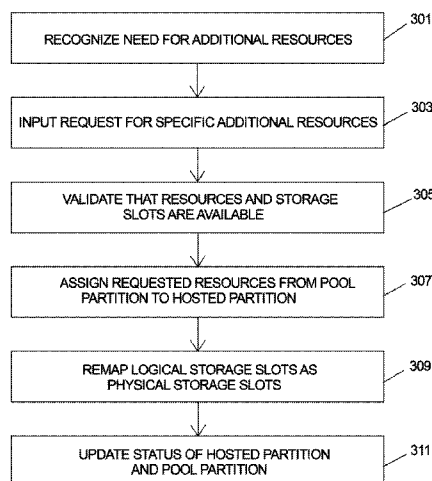 RECOGNIZE NEED FOR ADDITIONAL RESOURCES
301
INPUT REQUEST FOR SPECIFIC ADDITIONAL RESOURCES
303
VALIDATE THAT RESOURCES AND STORAGE
SLOTS ARE AVAILABLE
305
ASSIGN REQUESTED RESOURCES FROM POOL
PARTITION TO HOSTED PARTITION
307
REMAP LOGICAL STORAGE SLOTS AS
PHYSICAL STORAGE SLOTS
309
UPDATE STATUS OF HOSTED PARTITION
AND POOL PARTITION
311